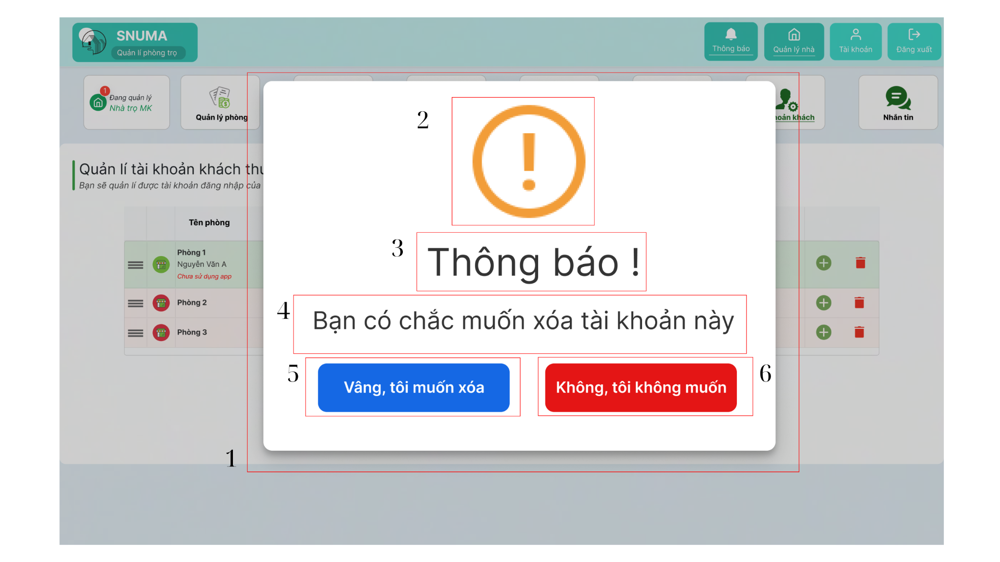 SNUMA
Quản lí phòng trọ
Thông báo
Quản lý nhà
Tài khoản
Đăng xuất
1
Đang quản lý
Nhà trọ MK
Quản lý phòng
khách
Nhắn tin
Quản lí tài khoản khách
Bạn sẽ quản lí được tài khoản đăng nhập của
Tên phòng
Phòng 1
Nguyễn Văn A
Chưa sử dụng app
Phòng 2
Phòng 3
2
!
3
Thông báo !
4
Bạn có chắc muốn xóa tài khoản này
5
Vâng, tôi muốn xóa
Không, tôi không muốn
6
1